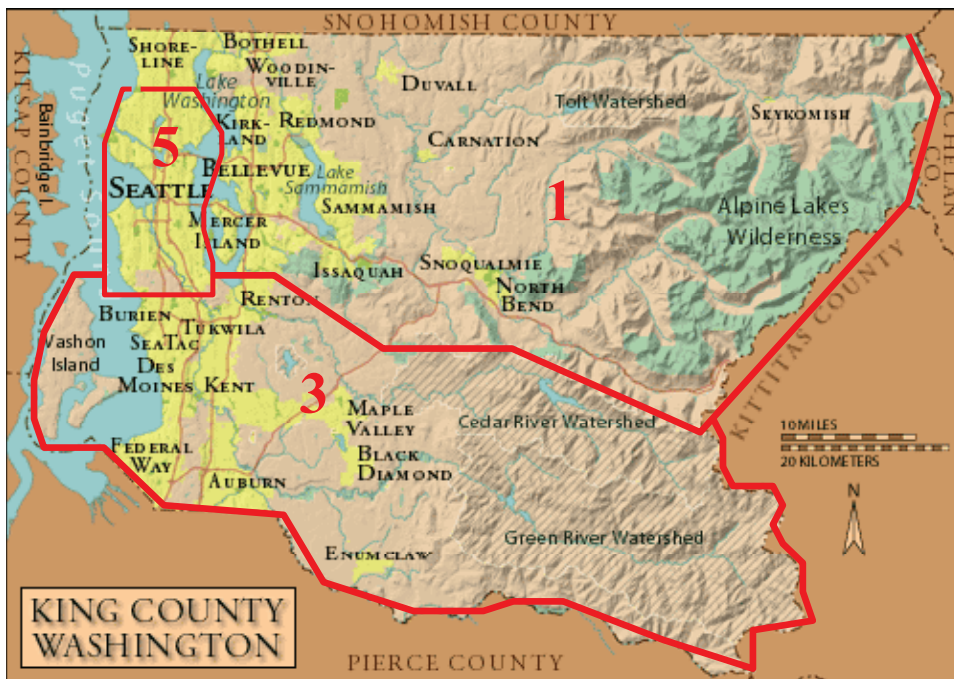 SNOHOMISH COUNTY
KITSAP COUNTY
Puget Sound
Bainbridge I.
SHORE-
LINE
BOTHELL
WOODIN-
VILLE
Lake
Washington
KIRK-
LAND
REDMOND
DUVALL
Tolt Watershed
SKYKOMISH
CARNATION
CHELAN
CO.
5
SEATTLE
BELLEVUE
Lake
Sammamish
SAMMAMISH
1
Alpine Lakes
Wilderness
MERCER
ISLAND
ISSAQUAH
SNOQUALMIE
NORTH
BEND
KITTITAS COUNTY
RENTON
BURIEN
TUKWILA
SEATAC
Vashon
Island
DES
MOINES
KENT
3
MAPLE
VALLEY
Cedar River Watershed
BLACK
DIAMOND
FEDERAL
WAY
AUBURN
10 MILES
20 KILOMETERS
N
Green River Watershed
ENUMCLAW
KING COUNTY
WASHINGTON
PIERCE COUNTY